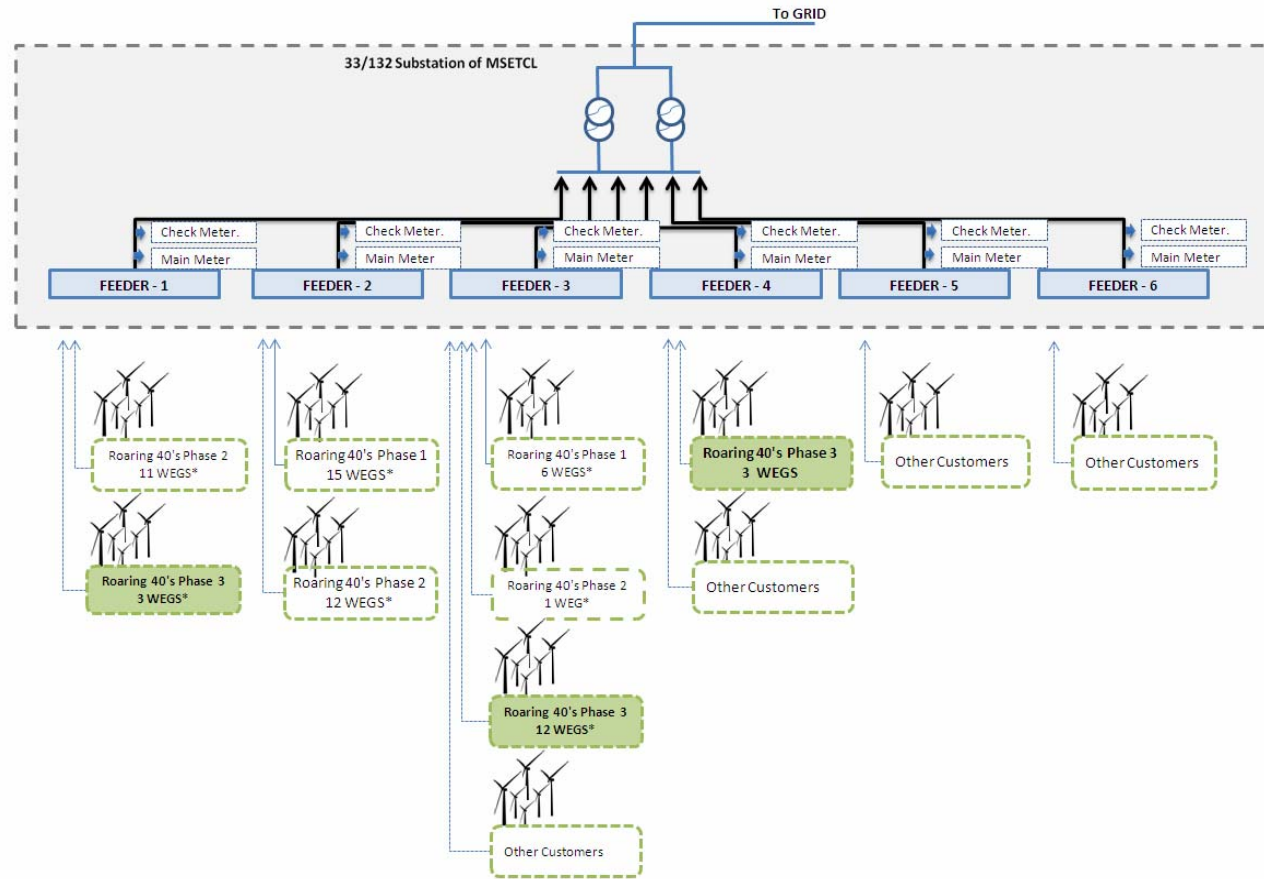 To GRID
33/132 Substation of MSETCL
Check Meter.
Main Meter
Check Meter.
Main Meter
Check Meter.
Main Meter
Check Meter.
Main Meter
Check Meter.
Main Meter
Check Meter.
Main Meter
FEEDER - 1
FEEDER - 2
FEEDER - 3
FEEDER - 4
FEEDER - 5
FEEDER - 6
Roaring 40's Phase 2
11 WEGS*
Roaring 40's Phase 1
15 WEGS*
Roaring 40's Phase 1
6 WEGS*
Roaring 40's Phase 3
3 WEGS
Other Customers
Other Customers
Roaring 40's Phase 3
3 WEGS*
Roaring 40's Phase 2
12 WEGS*
Roaring 40's Phase 2
1 WEG*
Other Customers
Roaring 40's Phase 3
12 WEGS*
Other Customers